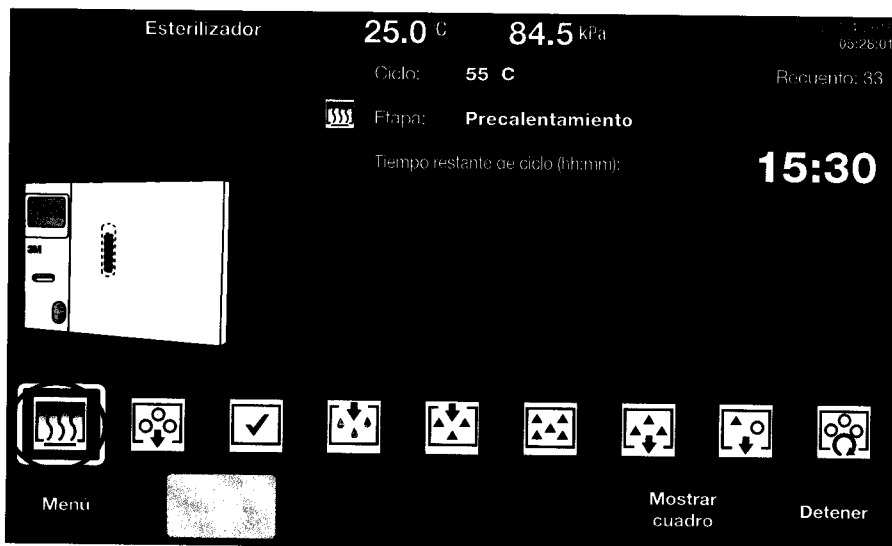 Esterilizador 25.0 C 84.5 kPa
05:28:01
Ciclo: 55 C Recuento: 33
Etapa: Precalentamiento
Tiempo restante de ciclo (hh:mm): 15:30
3M
Menú Mostrar cuadro Detener